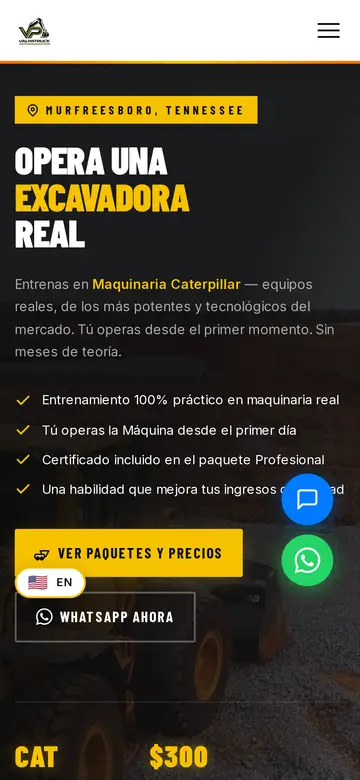 VALPATRUCK
MURFREESBORO, TENNESSEE
OPERA UNA
EXCAVADORA
REAL
Entrenas en Maquinaria Caterpillar — equipos
reales, de los más potentes y tecnológicos del
mercado. Tú operas desde el primer momento. Sin
meses de teoría.
Entrenamiento 100% práctico en maquinaria real
Tú operas la Máquina desde el primer día
Certificado incluido en el paquete Profesional
Una habilidad que mejora tus ingresos
VER PAQUETES Y PRECIOS
EN
WHATSAPP AHORA
CAT
$300